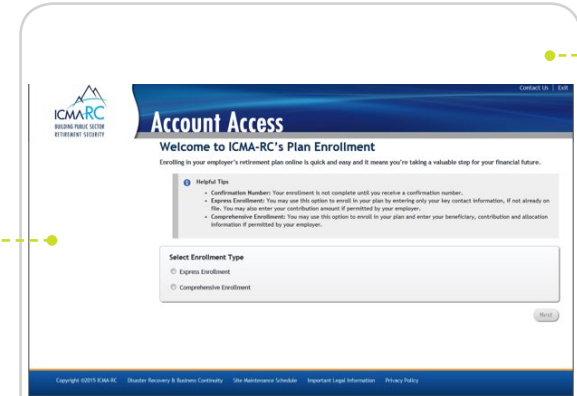 Contact Us | Exit
ICMARC
BUILDING PUBLIC SECTOR
RETIREMENT SECURITY
Account Access
Welcome to ICMA-RC's Plan Enrollment
Enrolling in your employer's retirement plan online is quick and easy and it means you're taking a valuable step for your financial future.
Helpful Tips
• Confirmation Number: Your enrollment is not complete until you receive a confirmation number.
• Express Enrollment: You may use this option to enroll in your plan by entering only your key contact information, if not already on
file. You may also enter your contribution amount if permitted by your employer.
• Comprehensive Enrollment: You may use this option to enroll in your plan and enter your beneficiary, contribution and allocation
information if permitted by your employer.
Select Enrollment Type
Express Enrollment
Comprehensive Enrollment
Next
Copyright ©2015 ICMA-RC Disaster Recovery & Business Continuity Site Maintenance Schedule Important Legal Information Privacy Policy